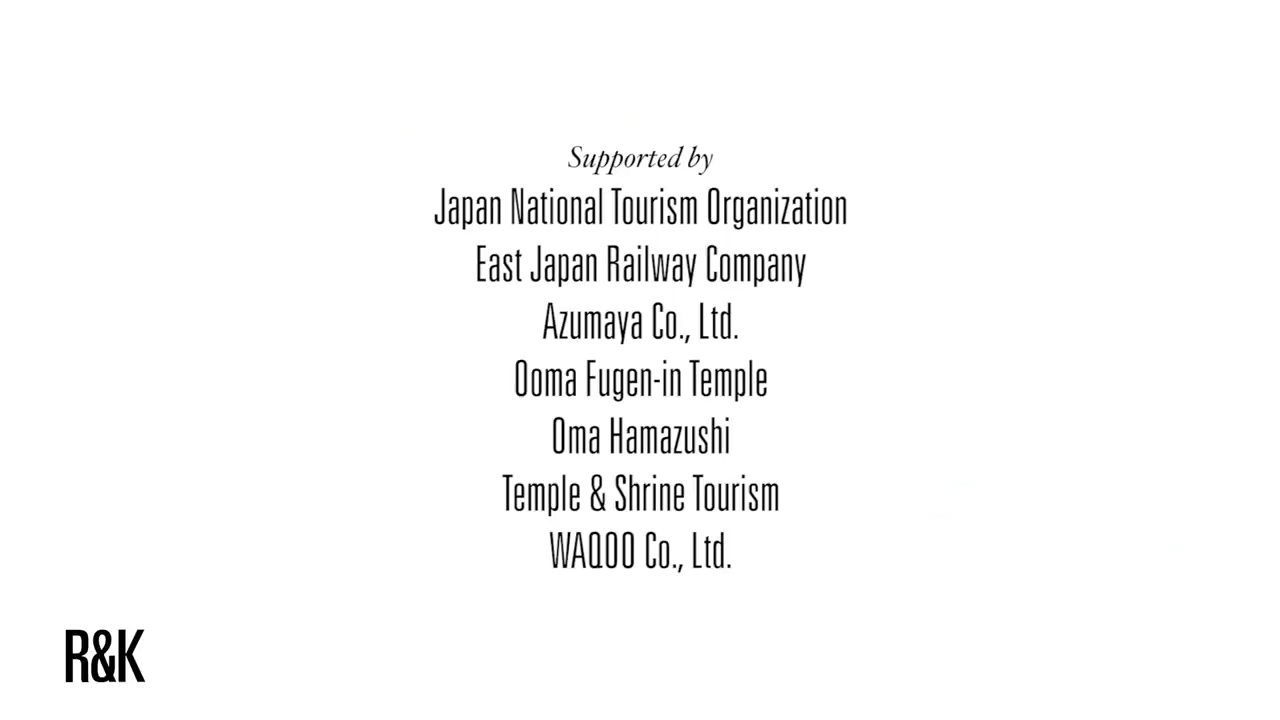 Supported by
Japan National Tourism Organization
East Japan Railway Company
Azumaya Co., Ltd.
Ooma Fugen-in Temple
Oma Hamazushi
Temple & Shrine Tourism
WAQOO Co., Ltd.
R&K